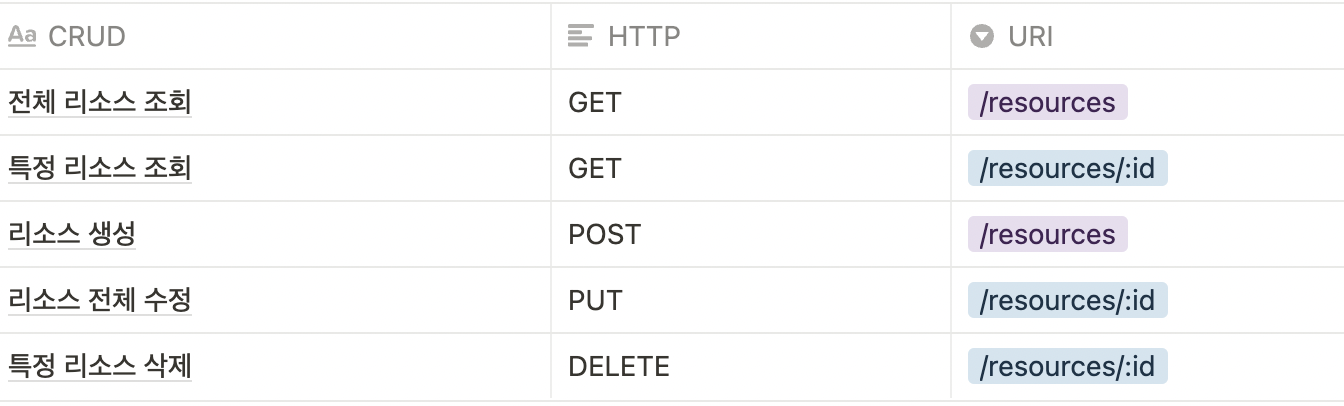 Aa CRUD HTTP URI
전체 리소스 조회 GET /resources
특정 리소스 조회 GET /resources/:id
리소스 생성 POST /resources
리소스 전체 수정 PUT /resources/:id
특정 리소스 삭제 DELETE /resources/:id